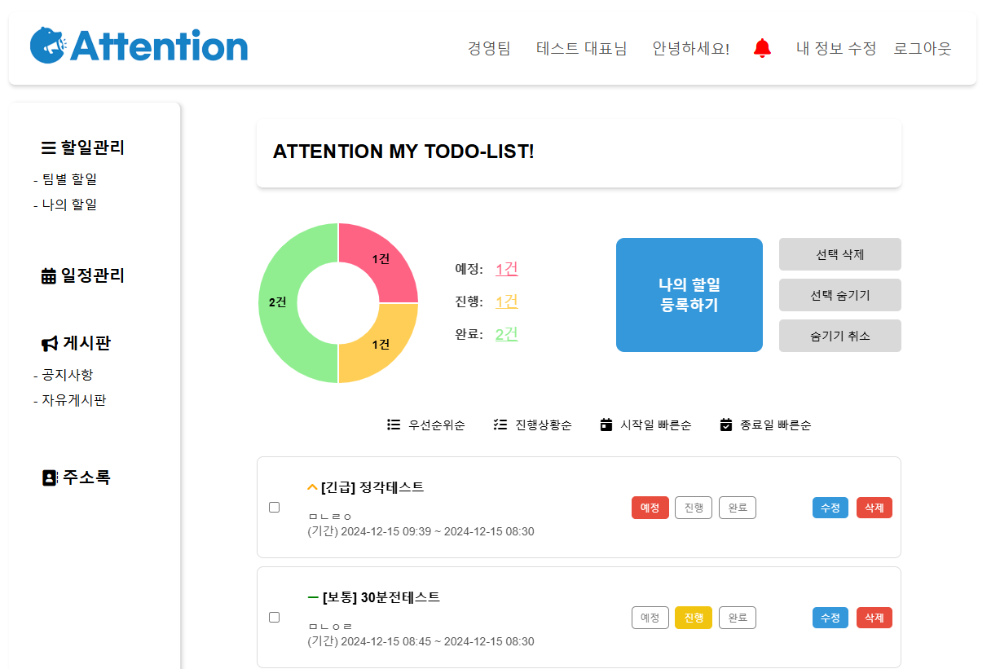 Attention
경영팀 테스트 대표님 안녕하세요! 내 정보 수정 로그아웃
할일관리
- 팀별 할일
- 나의 할일
일정관리
게시판
- 공지사항
- 자유게시판
주소록
ATTENTION MY TODO-LIST!
1건
2건
1건
예정: 1건
진행: 1건
완료: 2건
나의 할일
등록하기
선택 삭제
선택 숨기기
숨기기 취소
우선순위순 진행상황순 시작일 빠른순 종료일 빠른순
[긴급] 정각테스트
ㅁㄴㄹㅇ
(기간) 2024-12-15 09:39 ~ 2024-12-15 08:30
예정 진행 완료 수정 삭제
[보통] 30분전테스트
ㅁㄴㅇㄹ
(기간) 2024-12-15 08:45 ~ 2024-12-15 08:30
예정 진행 완료 수정 삭제